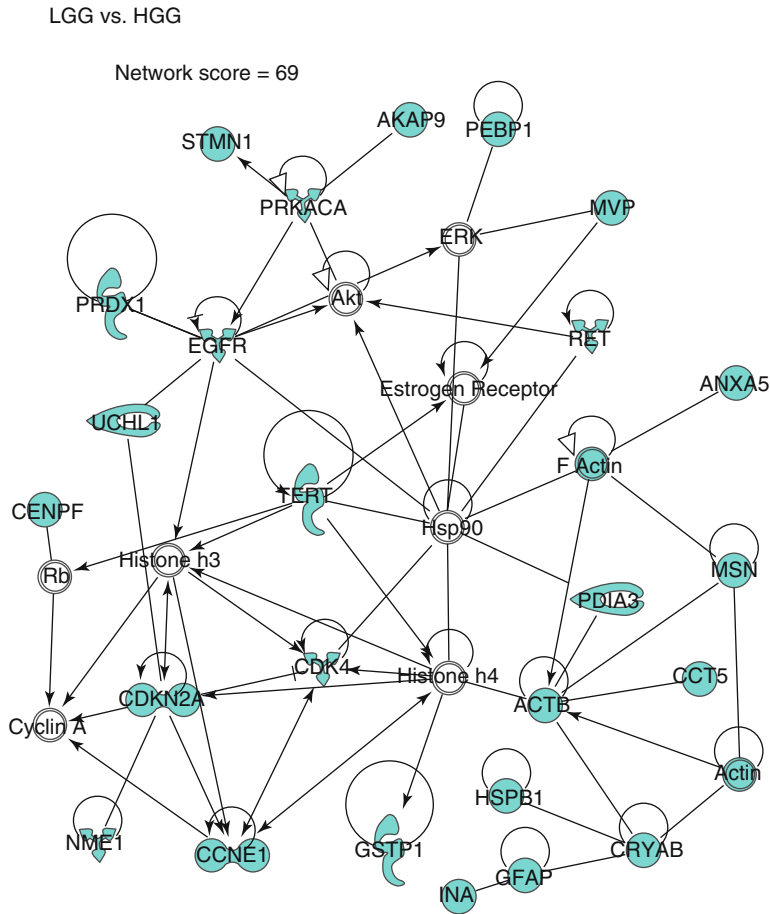 LGG vs. HGG
Network score = 69
AKAP9
PEBP1
STMN1
PRKACA
MVP
ERK
PRDX1
Akt
EGFR
RET
Estrogen Receptor
ANXA5
UCHL1
F Actin
TERT
CENPF
Hsp90
Histone h3
Rb
MSN
PDIA3
CDK4
Histone h4
CCT5
CDKN2A
ACTB
Cyclin A
Actin
HSPB1
NME1
CCNE1
GSTP1
CRYAB
GFAP
INA